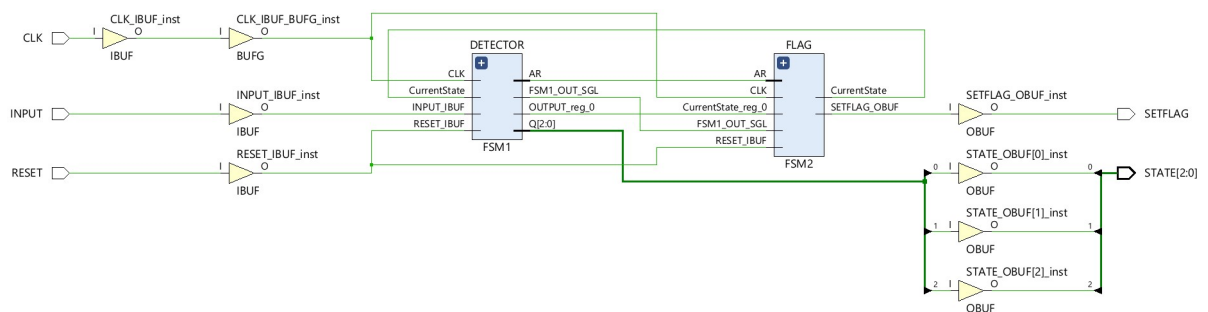 CLK_IBUF_inst
CLK_IBUF_BUFG_inst
CLK
I
O
I
O
IBUF
BUFG
DETECTOR
FLAG
CLK
AR
AR
CurrentState
FSM1_OUT_SGL
CLK
CurrentState
INPUT_IBUF_inst
INPUT_IBUF
OUTPUT_reg_0
CurrentState_reg_0
SETFLAG_OBUF
SETFLAG_OBUF_inst
INPUT
I
O
I
O
SETFLAG
RESET_IBUF
Q[2:0]
FSM1_OUT_SGL
IBUF
OBUF
FSM1
RESET_IBUF
RESET_IBUF_inst
FSM2
STATE_OBUF[0]_inst
RESET
I
O
0
I
O
0
STATE[2:0]
IBUF
OBUF
STATE_OBUF[1]_inst
1
I
O
1
OBUF
STATE_OBUF[2]_inst
2
I
O
2
OBUF